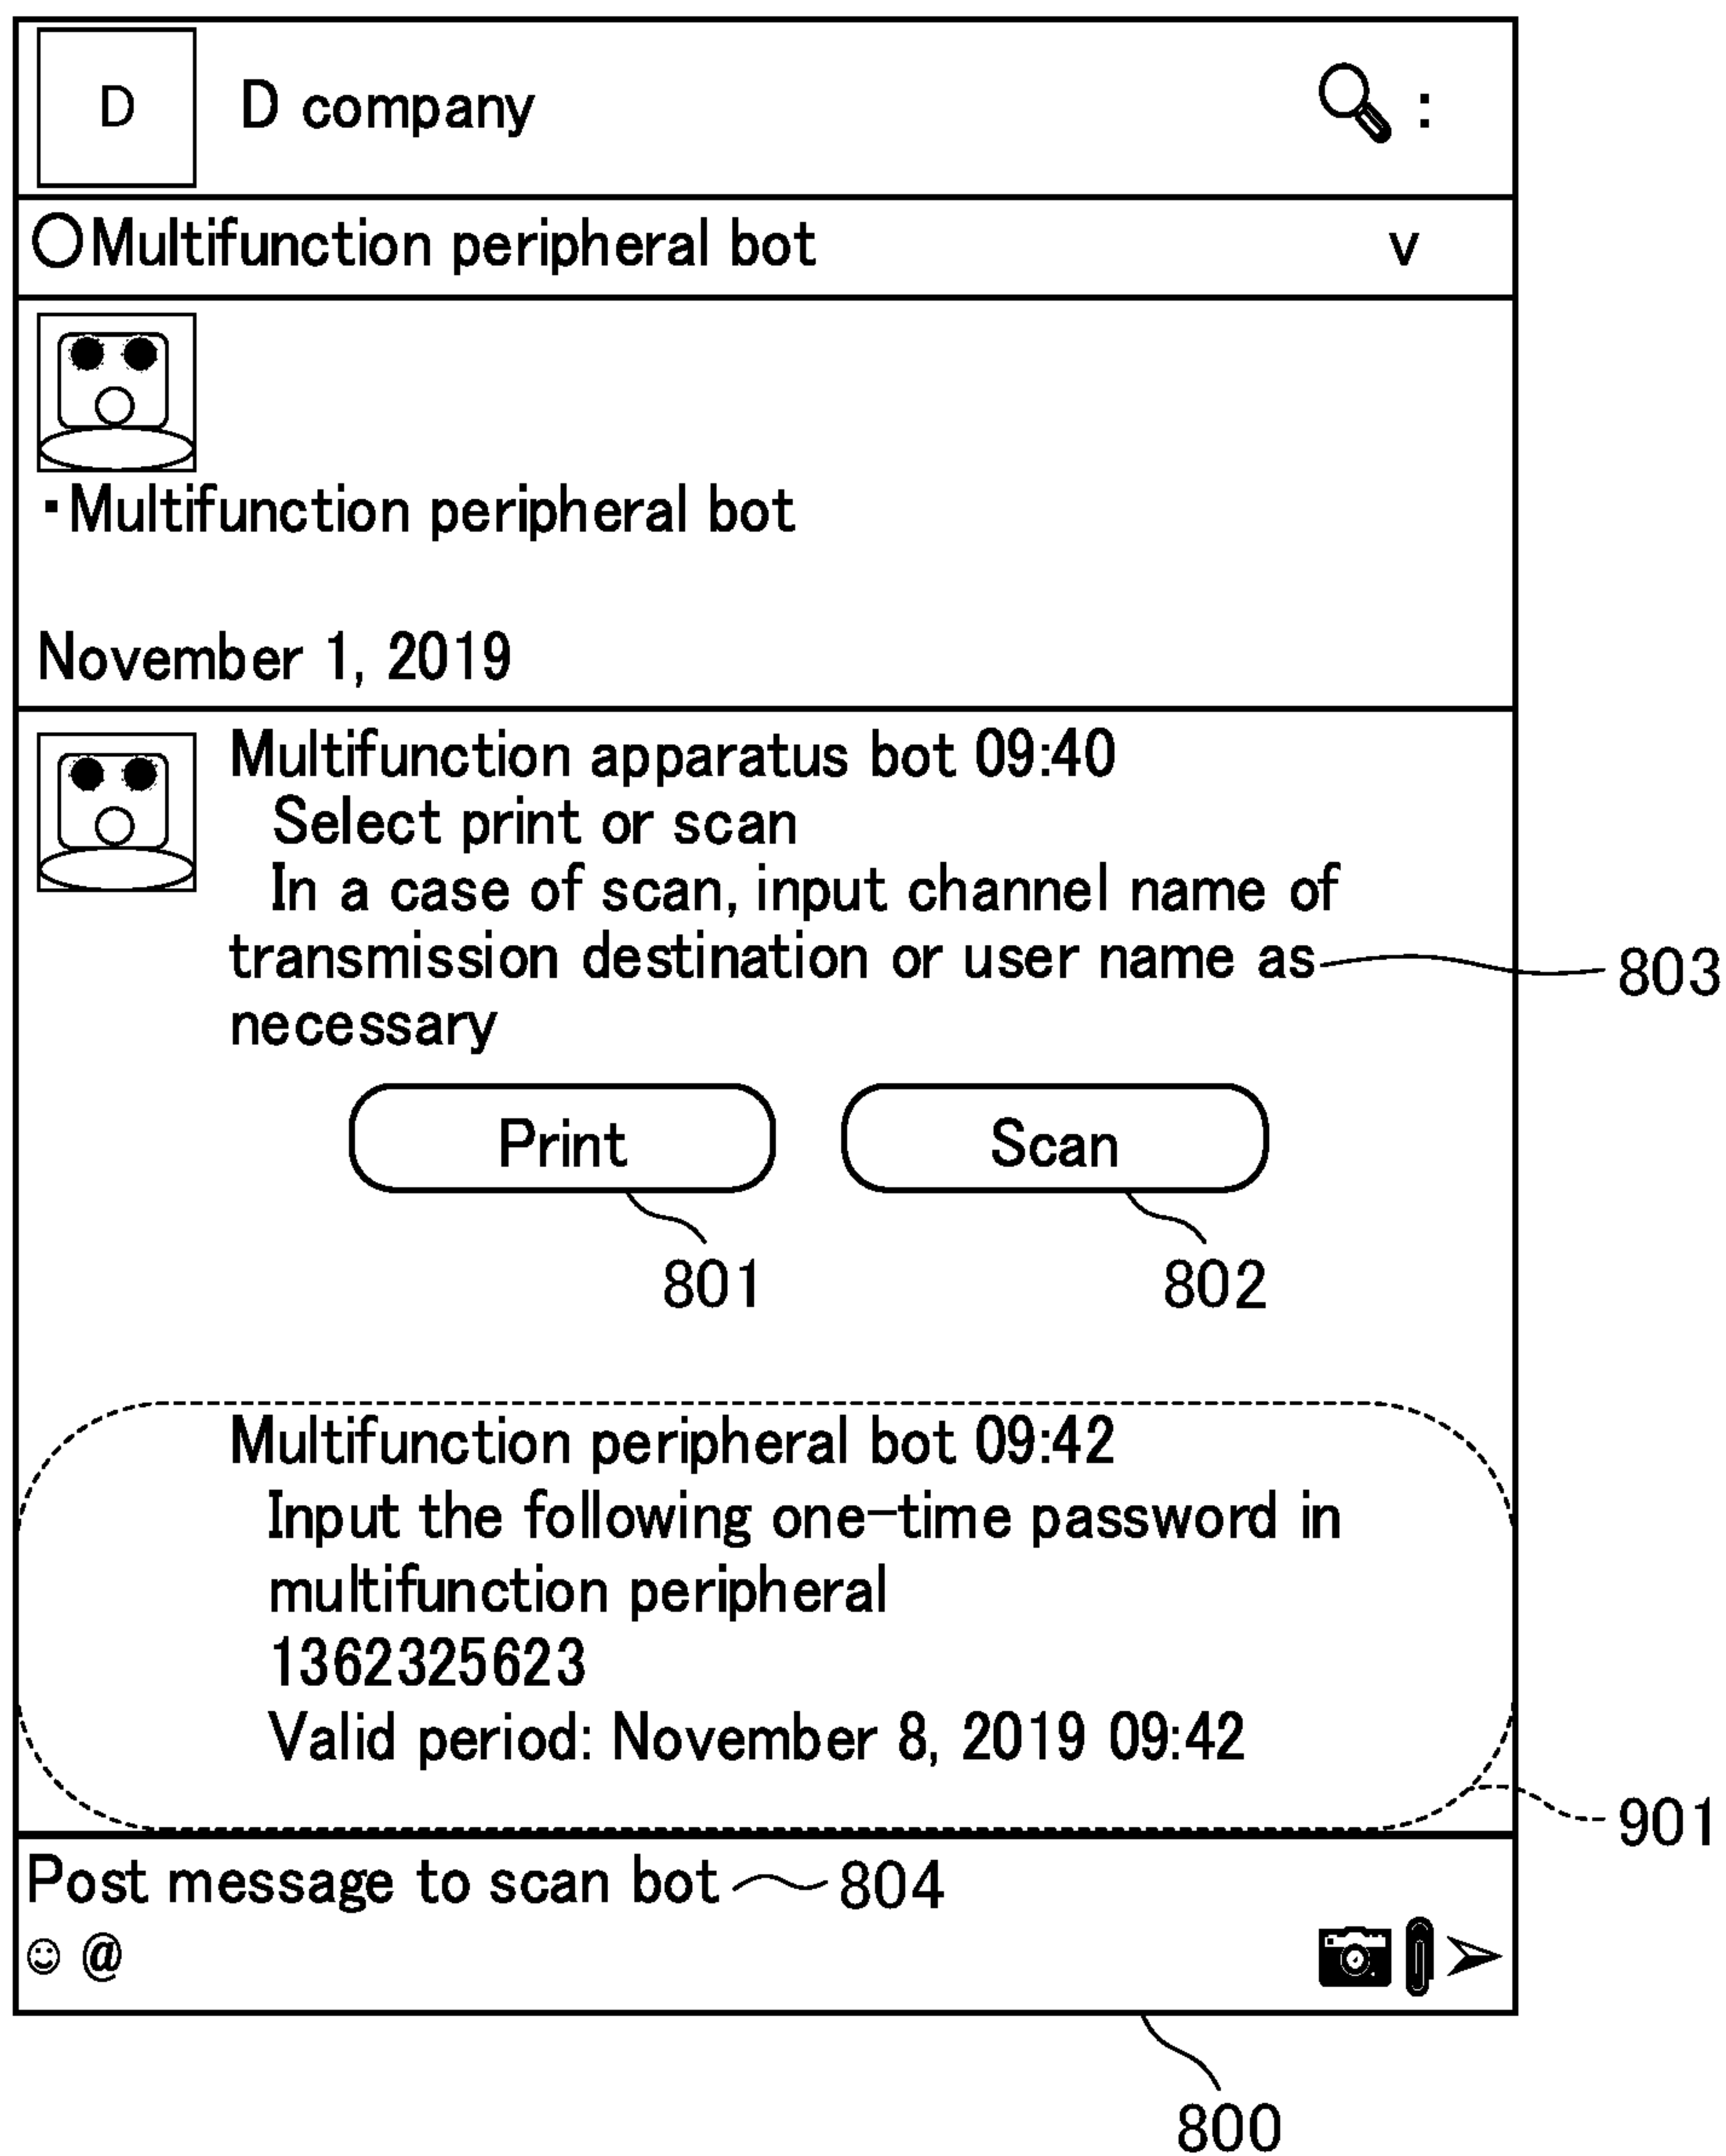 D
D company
:
○Multifunction peripheral bot v
・Multifunction peripheral bot
November 1, 2019
Multifunction apparatus bot 09:40
Select print or scan
In a case of scan, input channel name of
transmission destination or user name as
803
necessary
Print
Scan
801
802
Multifunction peripheral bot 09:42
Input the following one-time password in
multifunction peripheral
1362325623
Valid period: November 8, 2019 09:42
901
Post message to scan bot
804
@
800